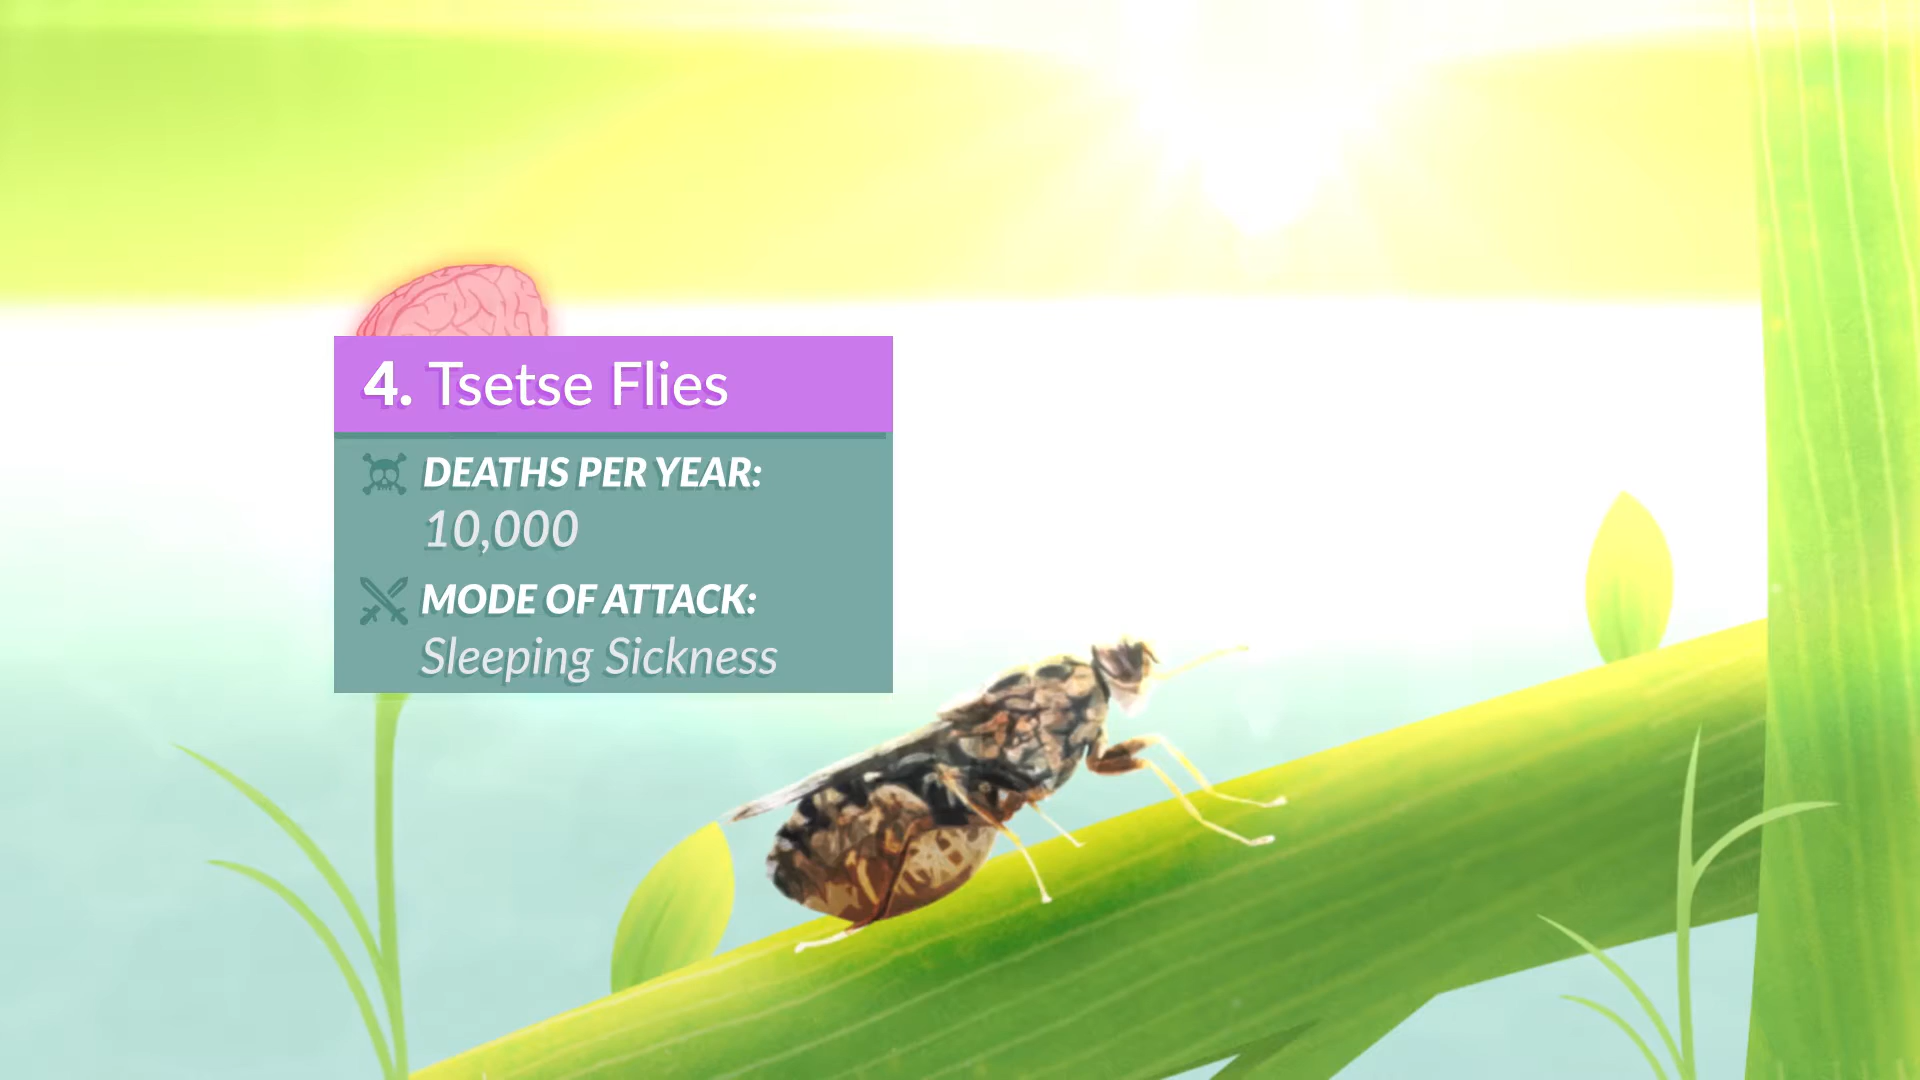 4. Tsetse Flies
DEATHS PER YEAR:
10,000
MODE OF ATTACK:
Sleeping Sickness